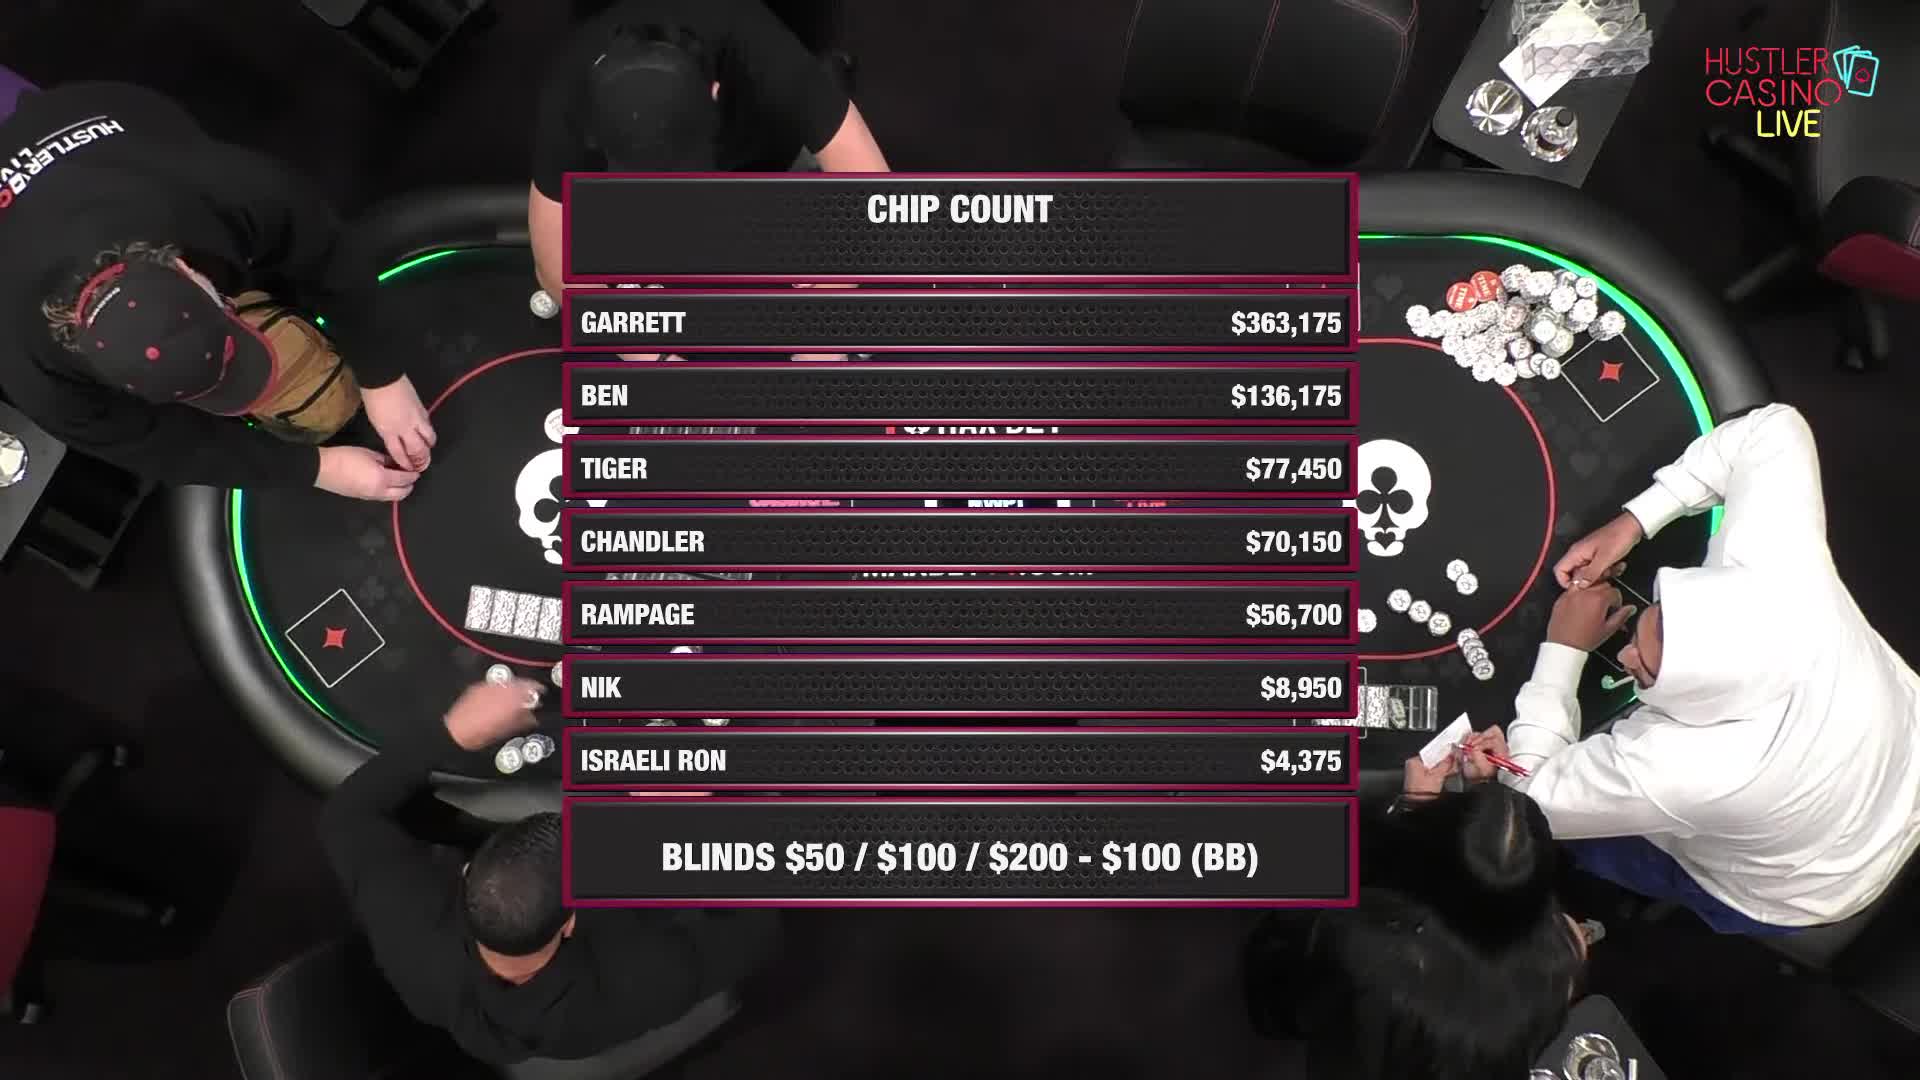 HUSTLER
CASINO
LIVE
HUSTLER
CHIP COUNT
GARRETT $363,175
BEN $136,175
TIGER $77,450
CHANDLER $70,150
RAMPAGE $56,700
NIK $8,950
ISRAELI RON $4,375
BLINDS $50 / $100 / $200 - $100 (BB)